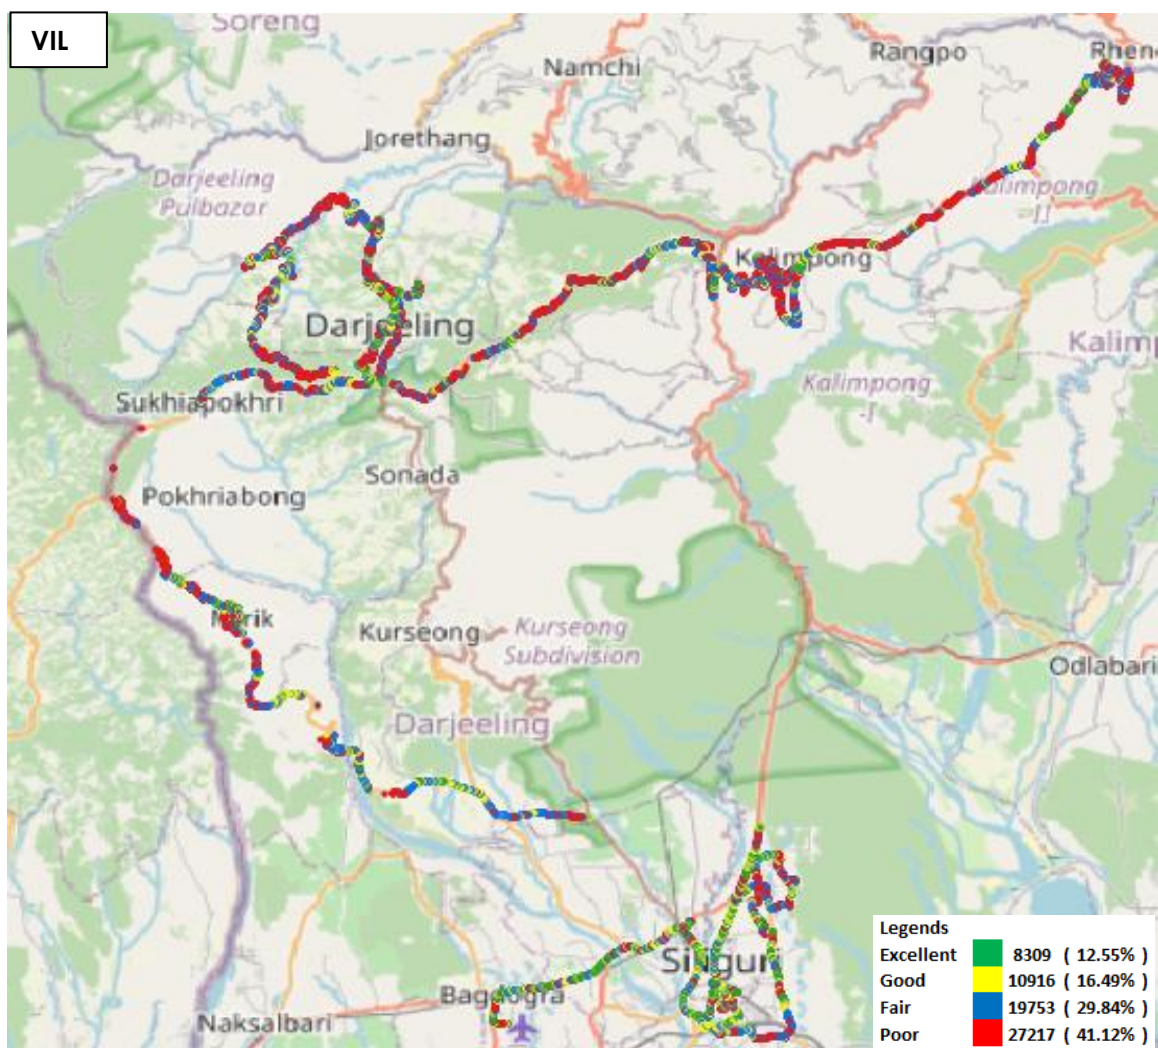 VIL
Soreng
Namchi
Rangpo
Rhen
Jorethang
Darjeeling
Pulbazar
Kalimpong
II
Kalimpong
Darjeeling
Kalimp
Kalimpong
-I
Sukhiapokhri
Sonada
Pokhriabong
Mirik
Kurseong
Kurseong
Subdivision
Odlabari
Darjeeling
Siliguri
Bagdogra
Naksalbari
Legends
Excellent 8309 ( 12.55% )
Good 10916 ( 16.49% )
Fair 19753 ( 29.84% )
Poor 27217 ( 41.12% )